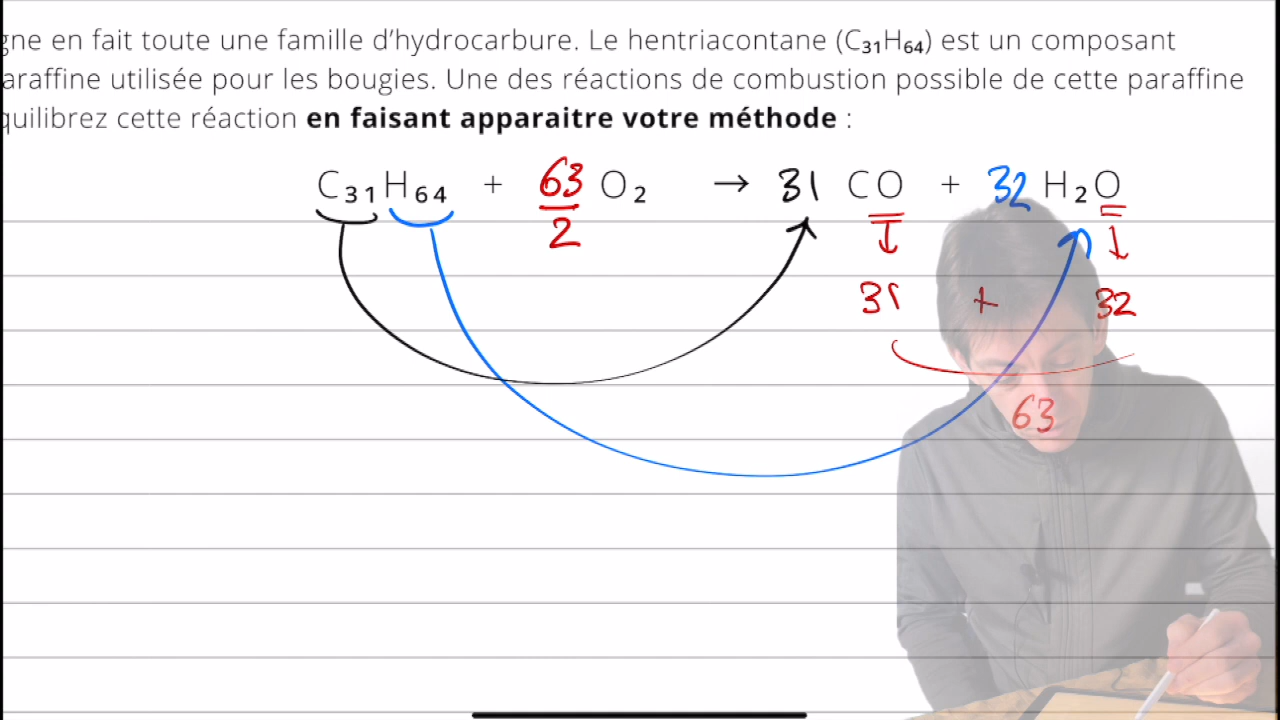 gne en fait toute une famille d’hydrocarbure. Le hentriacontane (C₃₁H₆₄) est un composant
araffine utilisée pour les bougies. Une des réactions de combustion possible de cette paraffine
quilibrez cette réaction en faisant apparaitre votre méthode :
C₃₁H₆₄ + 63/2 O₂ → 31 CO + 32 H₂O
31 + 32
63